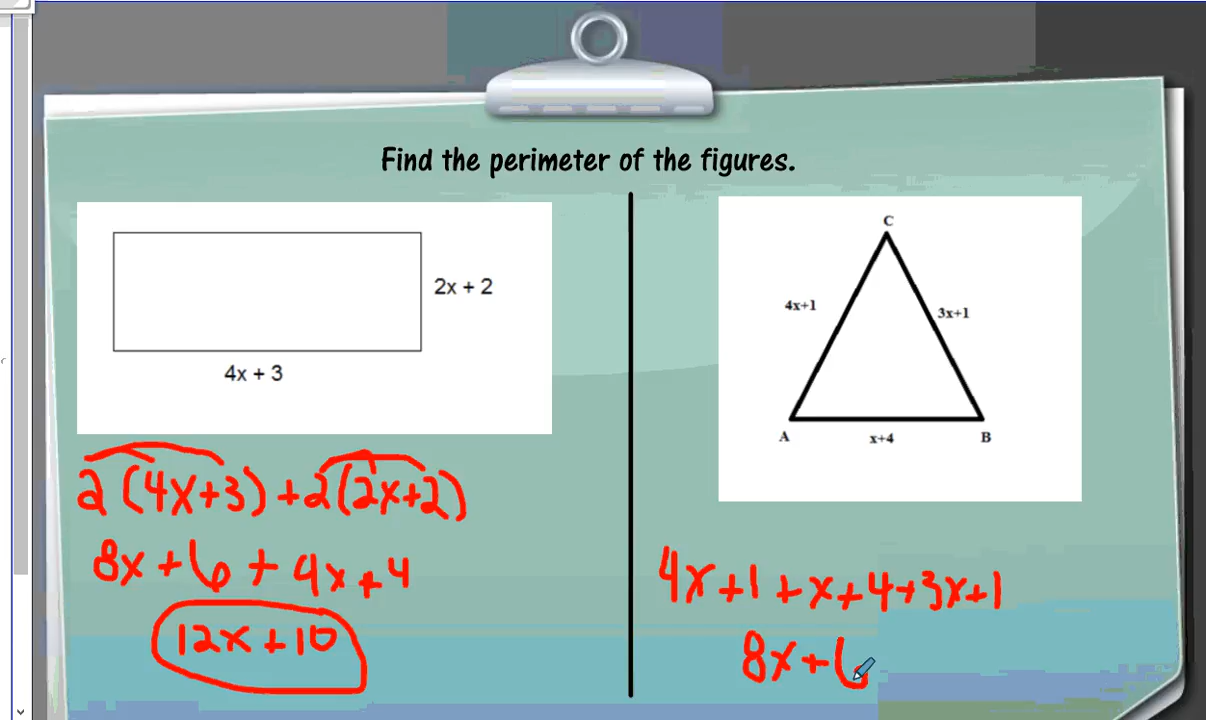 Find the perimeter of the figures.
2x + 2
4x + 3
2(4x+3)+2(2x+2)
8x+6+4x+4
12x+10
C
4x+1
3x+1
A
x+4
B
4x+1+x+4+3x+1
8x+6